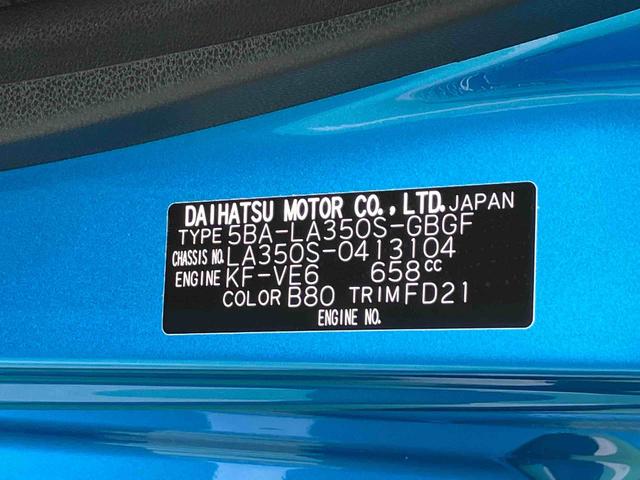 DAIHATSU MOTOR CO., LTD. JAPAN
TYPE 5BA-LA350S-GBGF
CHASSIS NO. LA350S-0413104
ENGINE KF-VE6 658cc
COLOR B80 TRIM FD21
ENGINE NO.